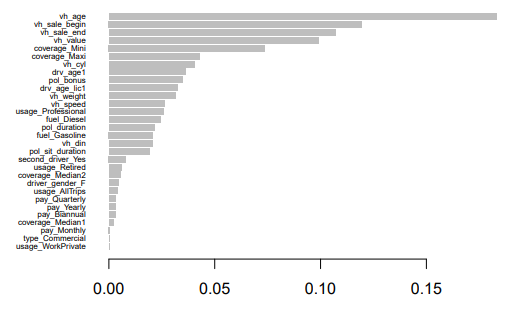 vh_age
vh_sale_begin
vh_sale_end
vh_value
coverage_Mini
coverage_Maxi
vh_cyl
drv_age1
pol_bonus
drv_age_lic1
vh_weight
vh_speed
usage_Professional
fuel_Diesel
pol_duration
fuel_Gasoline
vh_din
pol_sit_duration
second_driver_Yes
usage_Retired
coverage_Median2
driver_gender_F
usage_AllTrips
pay_Quarterly
pay_Yearly
pay_Biannual
coverage_Median1
pay_Monthly
type_Commercial
usage_WorkPrivate
0.00 0.05 0.10 0.15